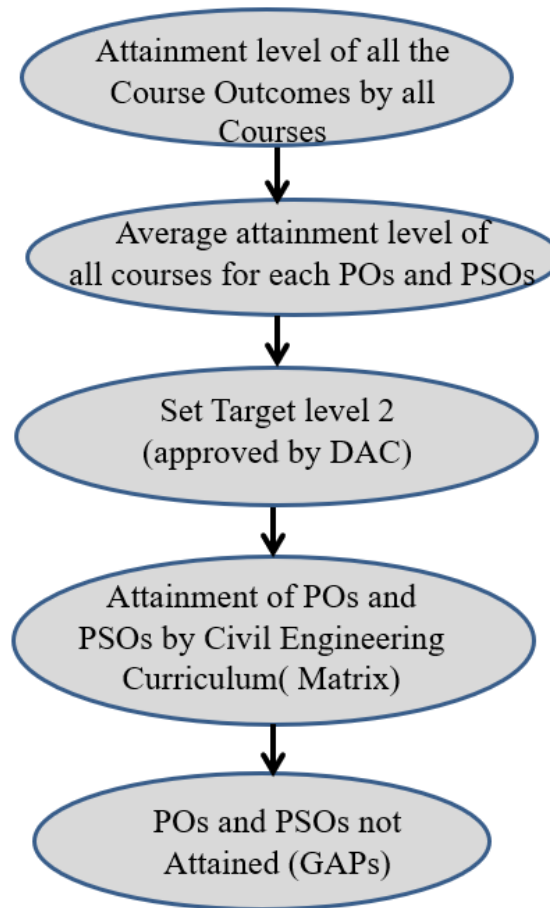 Attainment level of all the
Course Outcomes by all
Courses
Average attainment level of
all courses for each POs and PSOs
Set Target level 2
(approved by DAC)
Attainment of POs and
PSOs by Civil Engineering
Curriculum( Matrix)
POs and PSOs not
Attained (GAPs)